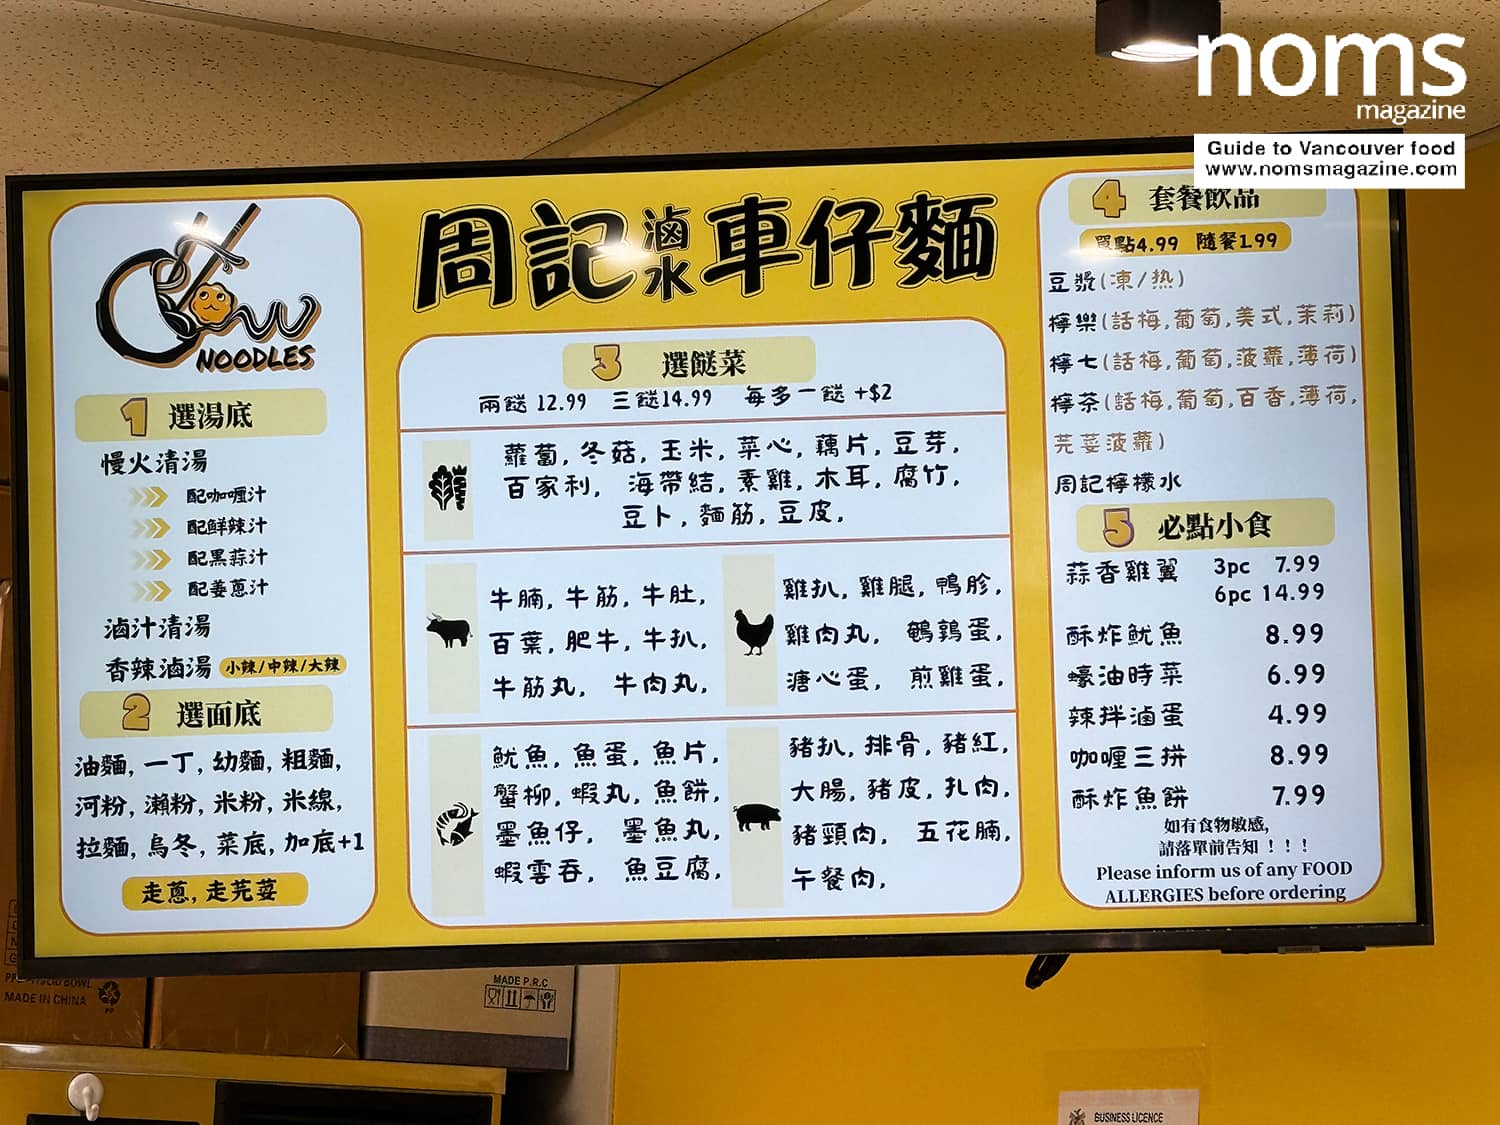 noms
magazine
Guide to Vancouver food
www.nomsmagazine.com
Chow
NOODLES
1 選湯底
慢火清湯
配咖喱汁
配鮮辣汁
配黑蒜汁
配姜蔥汁
滷汁清湯
香辣滷湯 小辣/中辣/大辣
2 選面底
油麵, 一丁, 幼麵, 粗麵,
河粉, 瀨粉, 米粉, 米線,
拉麵, 烏冬, 菜底, 加底+1
走蔥, 走芫荽
周記滷水車仔麵
3 選餸菜
兩餸 12.99 三餸14.99 每多一餸 +$2
蘿蔔, 冬菇, 玉米, 菜心, 藕片, 豆芽,
百家利, 海帶結, 素雞, 木耳, 腐竹,
豆卜, 麵筋, 豆皮,
牛腩, 牛筋, 牛肚,
百葉, 肥牛, 牛扒,
牛筋丸, 牛肉丸,
雞扒, 雞腿, 鴨胗,
雞肉丸, 鵪鶉蛋,
溏心蛋, 煎雞蛋,
魷魚, 魚蛋, 魚片,
蟹柳, 蝦丸, 魚餅,
墨魚仔, 墨魚丸,
蝦雲吞, 魚豆腐,
豬扒, 排骨, 豬紅,
大腸, 豬皮, 扎肉,
豬頸肉, 五花腩,
午餐肉,
4 套餐飲品
單點4.99 隨餐1.99
豆漿(凍/热)
檸樂(話梅,葡萄,美式,茉莉)
檸七(話梅,葡萄,菠蘿,薄荷)
檸茶(話梅,葡萄,百香,薄荷,
芫荽菠蘿)
周記檸檬水
5 必點小食
蒜香雞翼 3pc 7.99
6pc 14.99
酥炸魷魚 8.99
蠔油時菜 6.99
辣拌滷蛋 4.99
咖喱三拼 8.99
酥炸魚餅 7.99
如有食物敏感,
請落單前告知 ! ! !
Please inform us of any FOOD
ALLERGIES before ordering
MADE IN CHINA
PP
MADE P.R.C
BUSINESS LICENCE